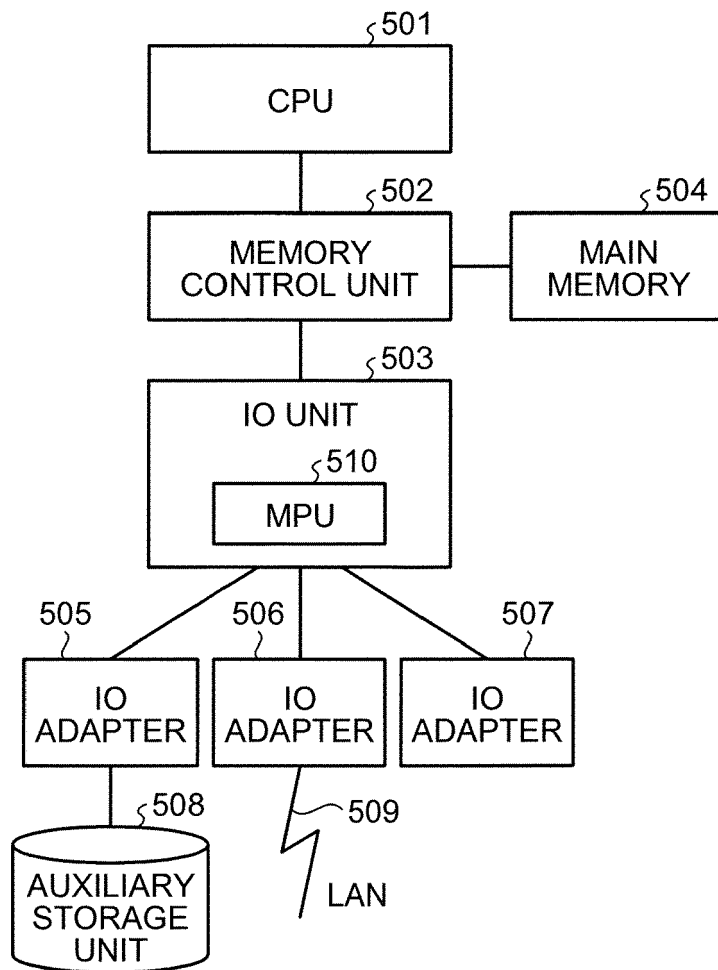 501
CPU
502
MEMORY
CONTROL UNIT
504
MAIN
MEMORY
503
IO UNIT
510
MPU
505
IO
ADAPTER
506
IO
ADAPTER
507
IO
ADAPTER
508
AUXILIARY
STORAGE
UNIT
509
LAN